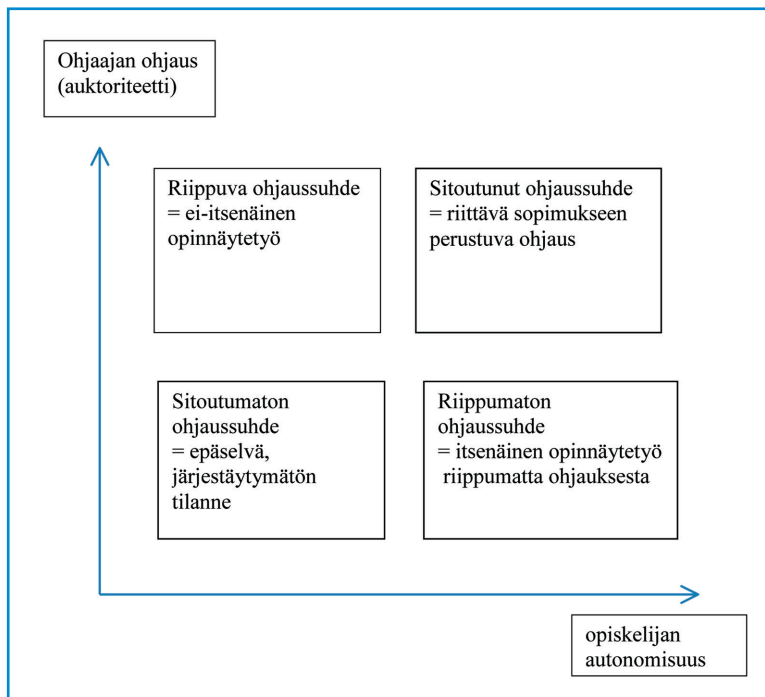 Ohjaajan ohjaus
(auktoriteetti)
Riippuva ohjaussuhde
= ei-itsenäinen
opinnäytetyö
Sitoutunut ohjaussuhde
= riittävä sopimukseen
perustuva ohjaus
Sitoutumaton
ohjaussuhde
= epäselvä,
järjestäytymätön
tilanne
Riippumaton
ohjaussuhde
= itsenäinen opinnäytetyö
riippumatta ohjauksesta
opiskelijan
autonomisuus